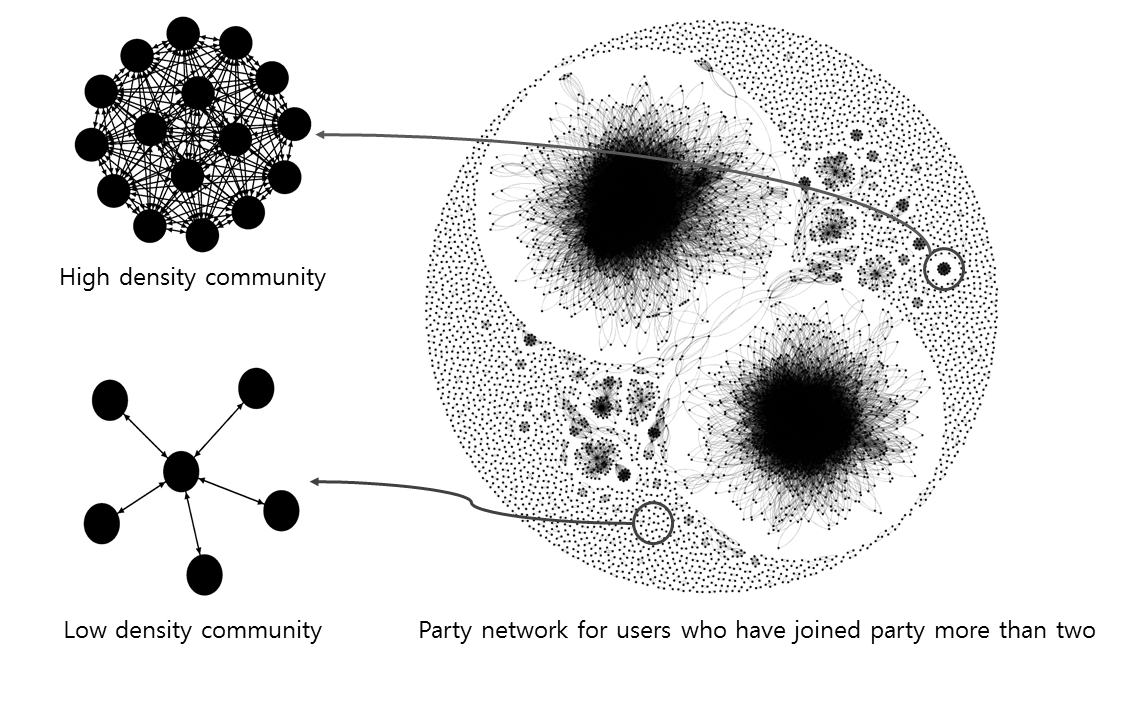 High density community
Low density community
Party network for users who have joined party more than two